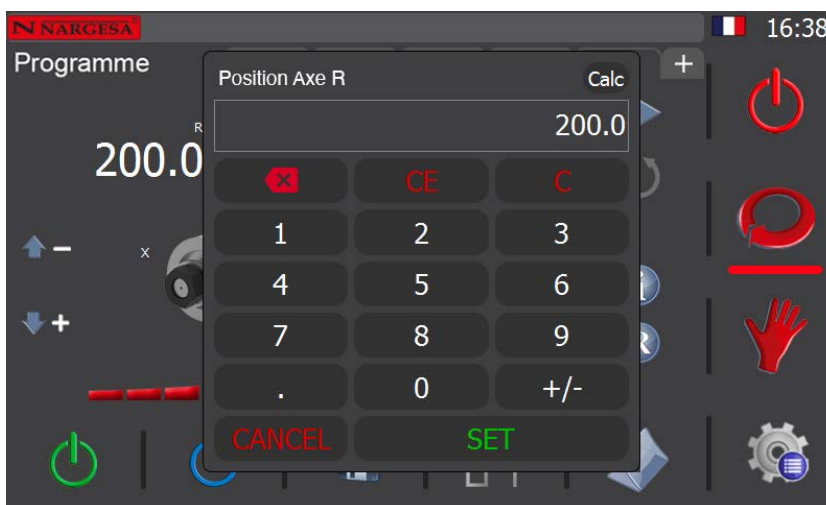 N NARGESA
16:38
Programme
+
Position Axe R
Calc
R
200.0
200.0
CE
C
1 2 3
−
X
4 5 6
+
7 8 9
R
. 0 +/-
CANCEL SET